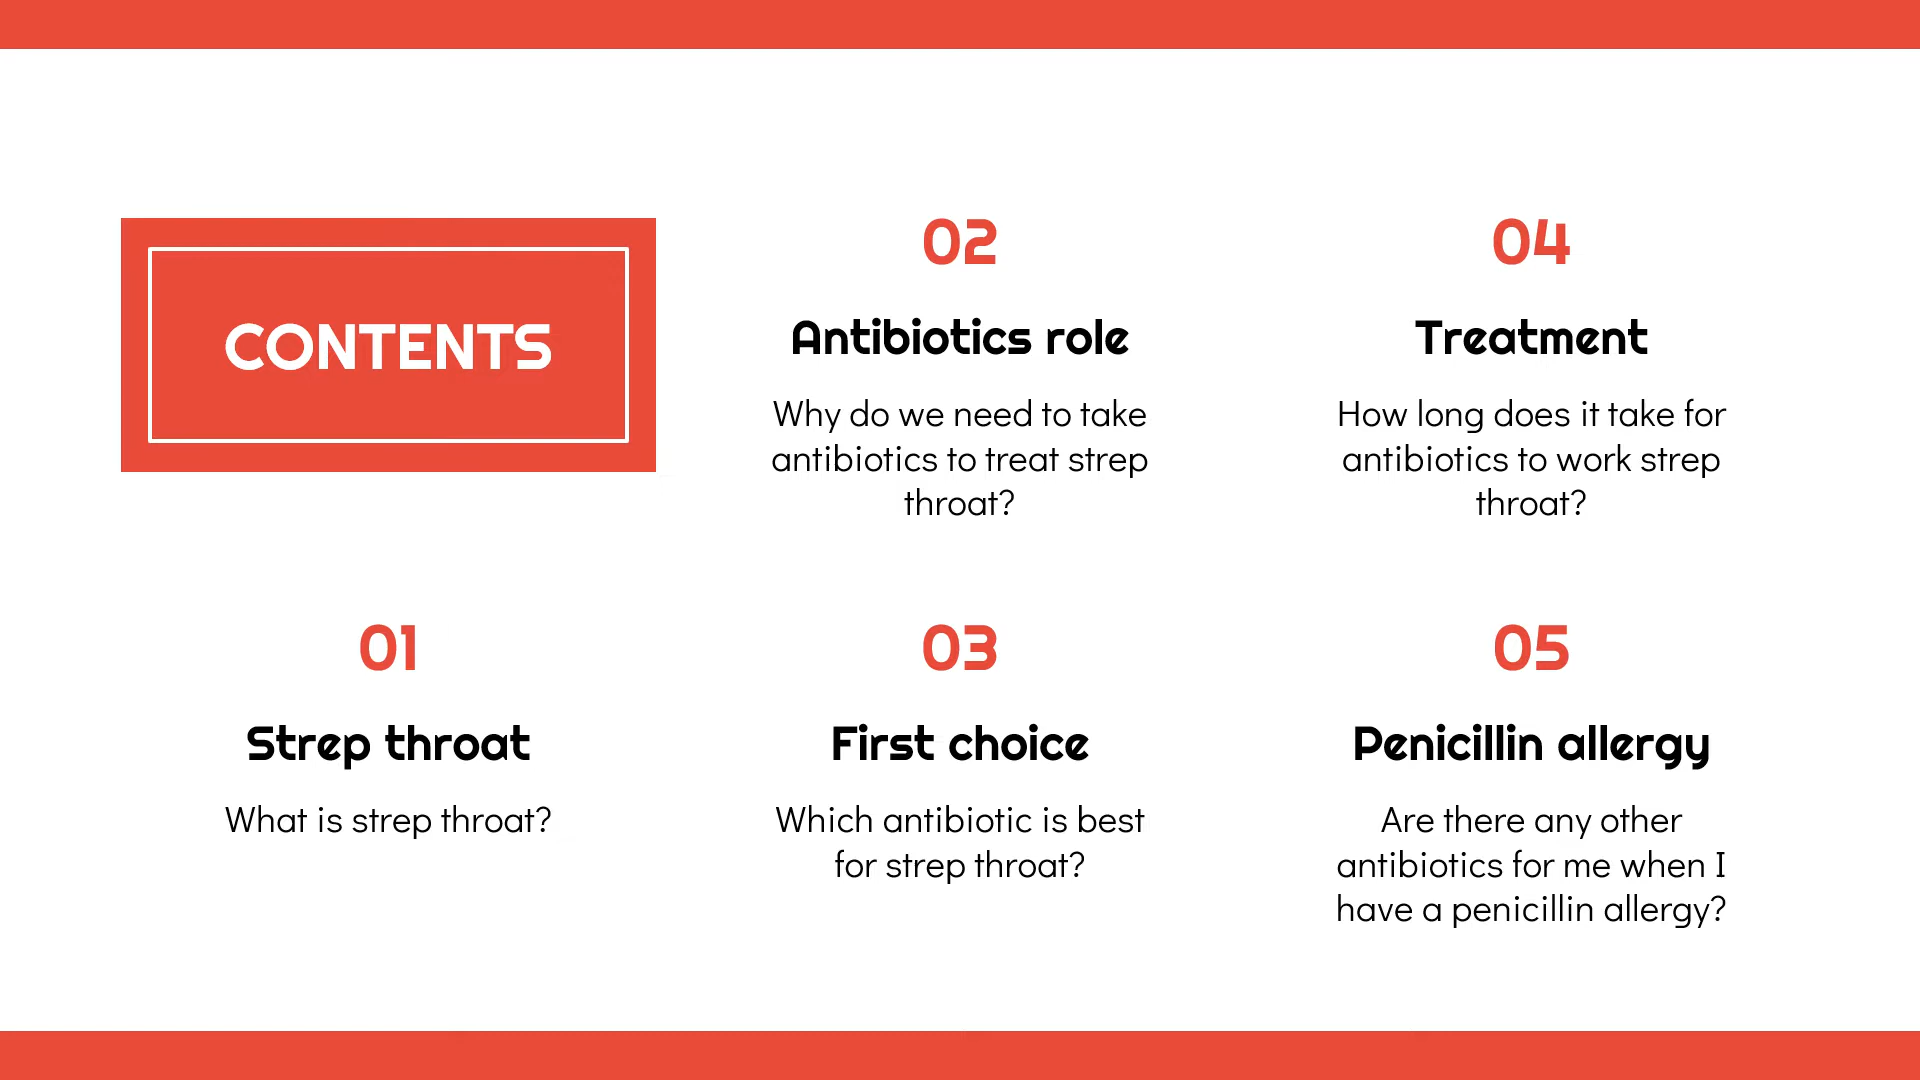 CONTENTS
01
Strep throat
What is strep throat?
02
Antibiotics role
Why do we need to take
antibiotics to treat strep
throat?
03
First choice
Which antibiotic is best
for strep throat?
04
Treatment
How long does it take for
antibiotics to work strep
throat?
05
Penicillin allergy
Are there any other
antibiotics for me when I
have a penicillin allergy?